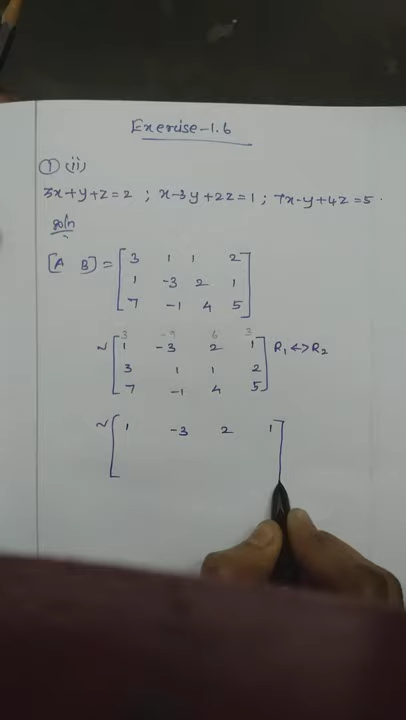 Exercise-1.6
① (ii)
3x+y+z=2 ; x-3y+2z=1 ; 7x-y+4z=5.
soln
[A B] = [3 1 1 2
1 -3 2 1
7 -1 4 5]
3 -9 6 3
~ [1 -3 2 1
3 1 1 2
7 -1 4 5] R₁↔R₂
~ [1 -3 2 1]